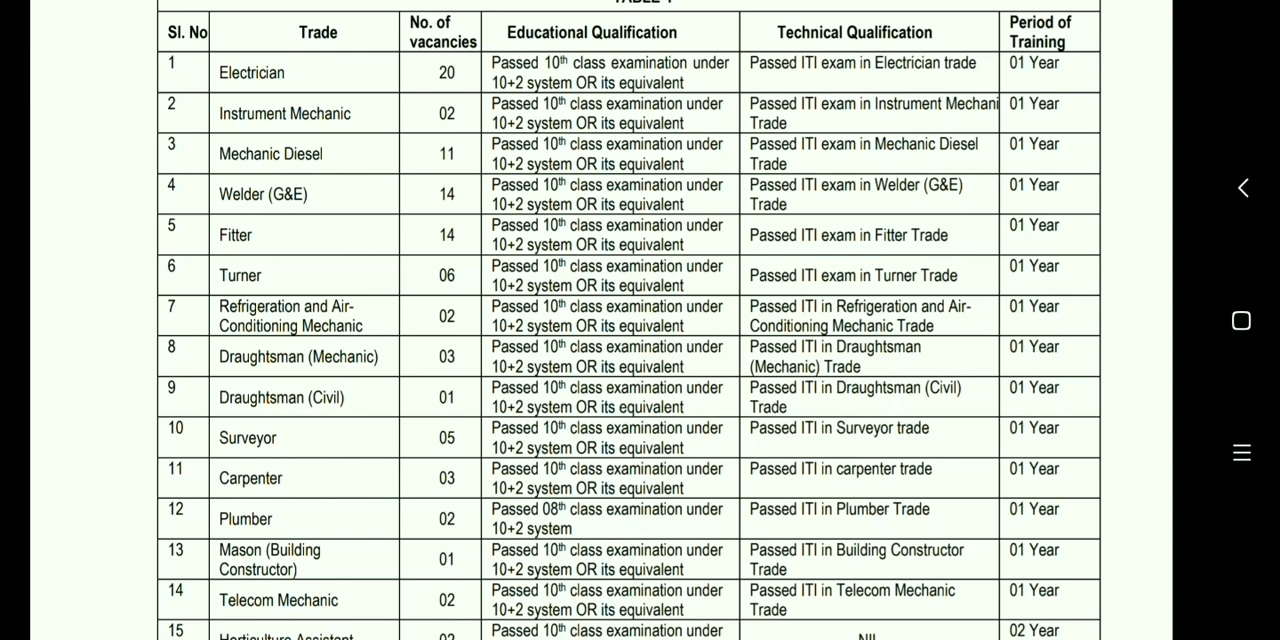 Sl. No Trade No. of vacancies Educational Qualification Technical Qualification Period of Training
1 Electrician 20 Passed 10th class examination under 10+2 system OR its equivalent Passed ITI exam in Electrician trade 01 Year
2 Instrument Mechanic 02 Passed 10th class examination under 10+2 system OR its equivalent Passed ITI exam in Instrument Mechani Trade 01 Year
3 Mechanic Diesel 11 Passed 10th class examination under 10+2 system OR its equivalent Passed ITI exam in Mechanic Diesel Trade 01 Year
4 Welder (G&E) 14 Passed 10th class examination under 10+2 system OR its equivalent Passed ITI exam in Welder (G&E) Trade 01 Year
5 Fitter 14 Passed 10th class examination under 10+2 system OR its equivalent Passed ITI exam in Fitter Trade 01 Year
6 Turner 06 Passed 10th class examination under 10+2 system OR its equivalent Passed ITI exam in Turner Trade 01 Year
7 Refrigeration and Air-Conditioning Mechanic 02 Passed 10th class examination under 10+2 system OR its equivalent Passed ITI in Refrigeration and Air-Conditioning Mechanic Trade 01 Year
8 Draughtsman (Mechanic) 03 Passed 10th class examination under 10+2 system OR its equivalent Passed ITI in Draughtsman (Mechanic) Trade 01 Year
9 Draughtsman (Civil) 01 Passed 10th class examination under 10+2 system OR its equivalent Passed ITI in Draughtsman (Civil) Trade 01 Year
10 Surveyor 05 Passed 10th class examination under 10+2 system OR its equivalent Passed ITI in Surveyor trade 01 Year
11 Carpenter 03 Passed 10th class examination under 10+2 system OR its equivalent Passed ITI in carpenter trade 01 Year
12 Plumber 02 Passed 08th class examination under 10+2 system Passed ITI in Plumber Trade 01 Year
13 Mason (Building Constructor) 01 Passed 10th class examination under 10+2 system OR its equivalent Passed ITI in Building Constructor Trade 01 Year
14 Telecom Mechanic 02 Passed 10th class examination under 10+2 system OR its equivalent Passed ITI in Telecom Mechanic Trade 01 Year
15 Horticulture Assistant Passed 10th class examination under NIL 02 Year